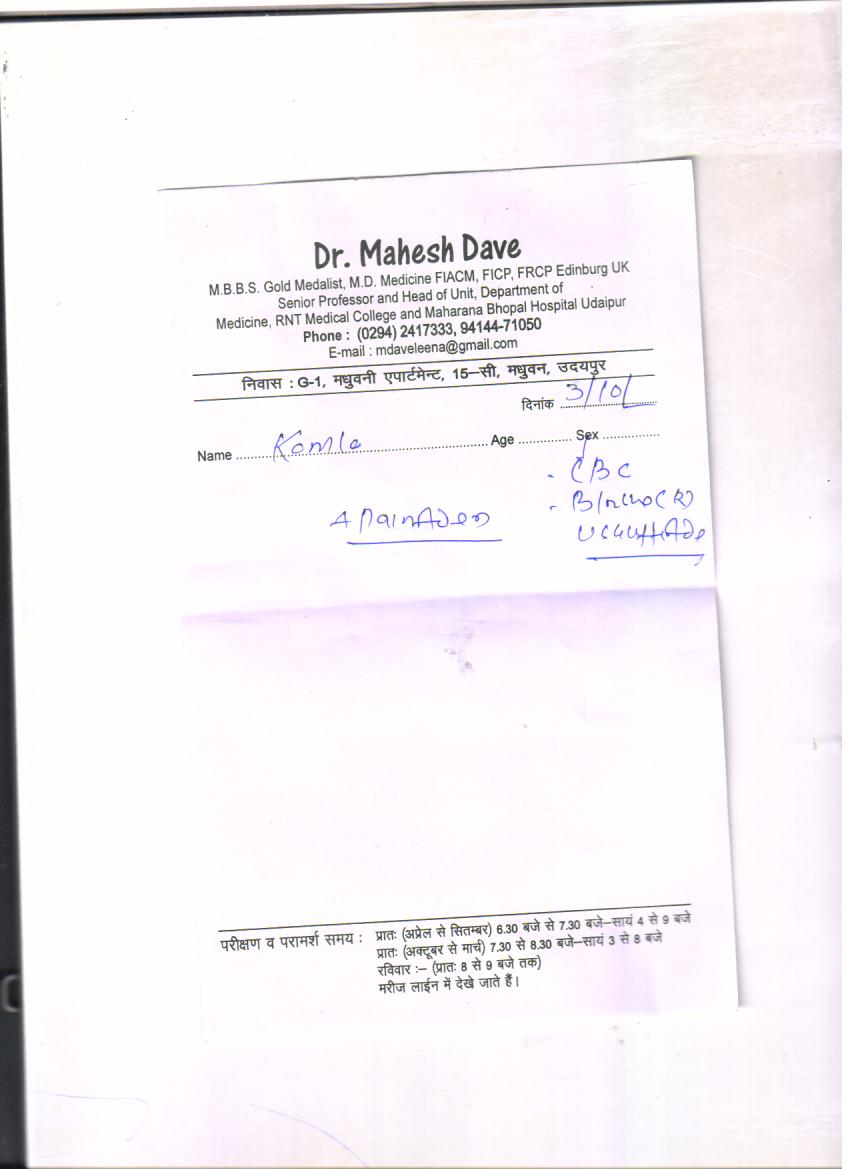 Dr. Mahesh Dave
M.B.B.S. Gold Medalist, M.D. Medicine FIACM, FICP, FRCP Edinburg UK
Senior Professor and Head of Unit, Department of
Medicine, RNT Medical College and Maharana Bhopal Hospital Udaipur
Phone : (0294) 2417333, 94144-71050
E-mail : mdaveleena@gmail.com
निवास : G-1, मधुवनी एपार्टमेन्ट, 15–सी, मधुवन, उदयपुर
दिनांक 3/10/
Name Komla Age Sex
CBC
परीक्षण व परामर्श समय : प्रातः (अप्रेल से सितम्बर) 6.30 बजे से 7.30 बजे–सायं 4 से 9 बजे
प्रातः (अक्टूबर से मार्च) 7.30 से 8.30 बजे–सायं 3 से 8 बजे
रविवार :– (प्रातः 8 से 9 बजे तक)
मरीज लाईन में देखे जाते हैं।